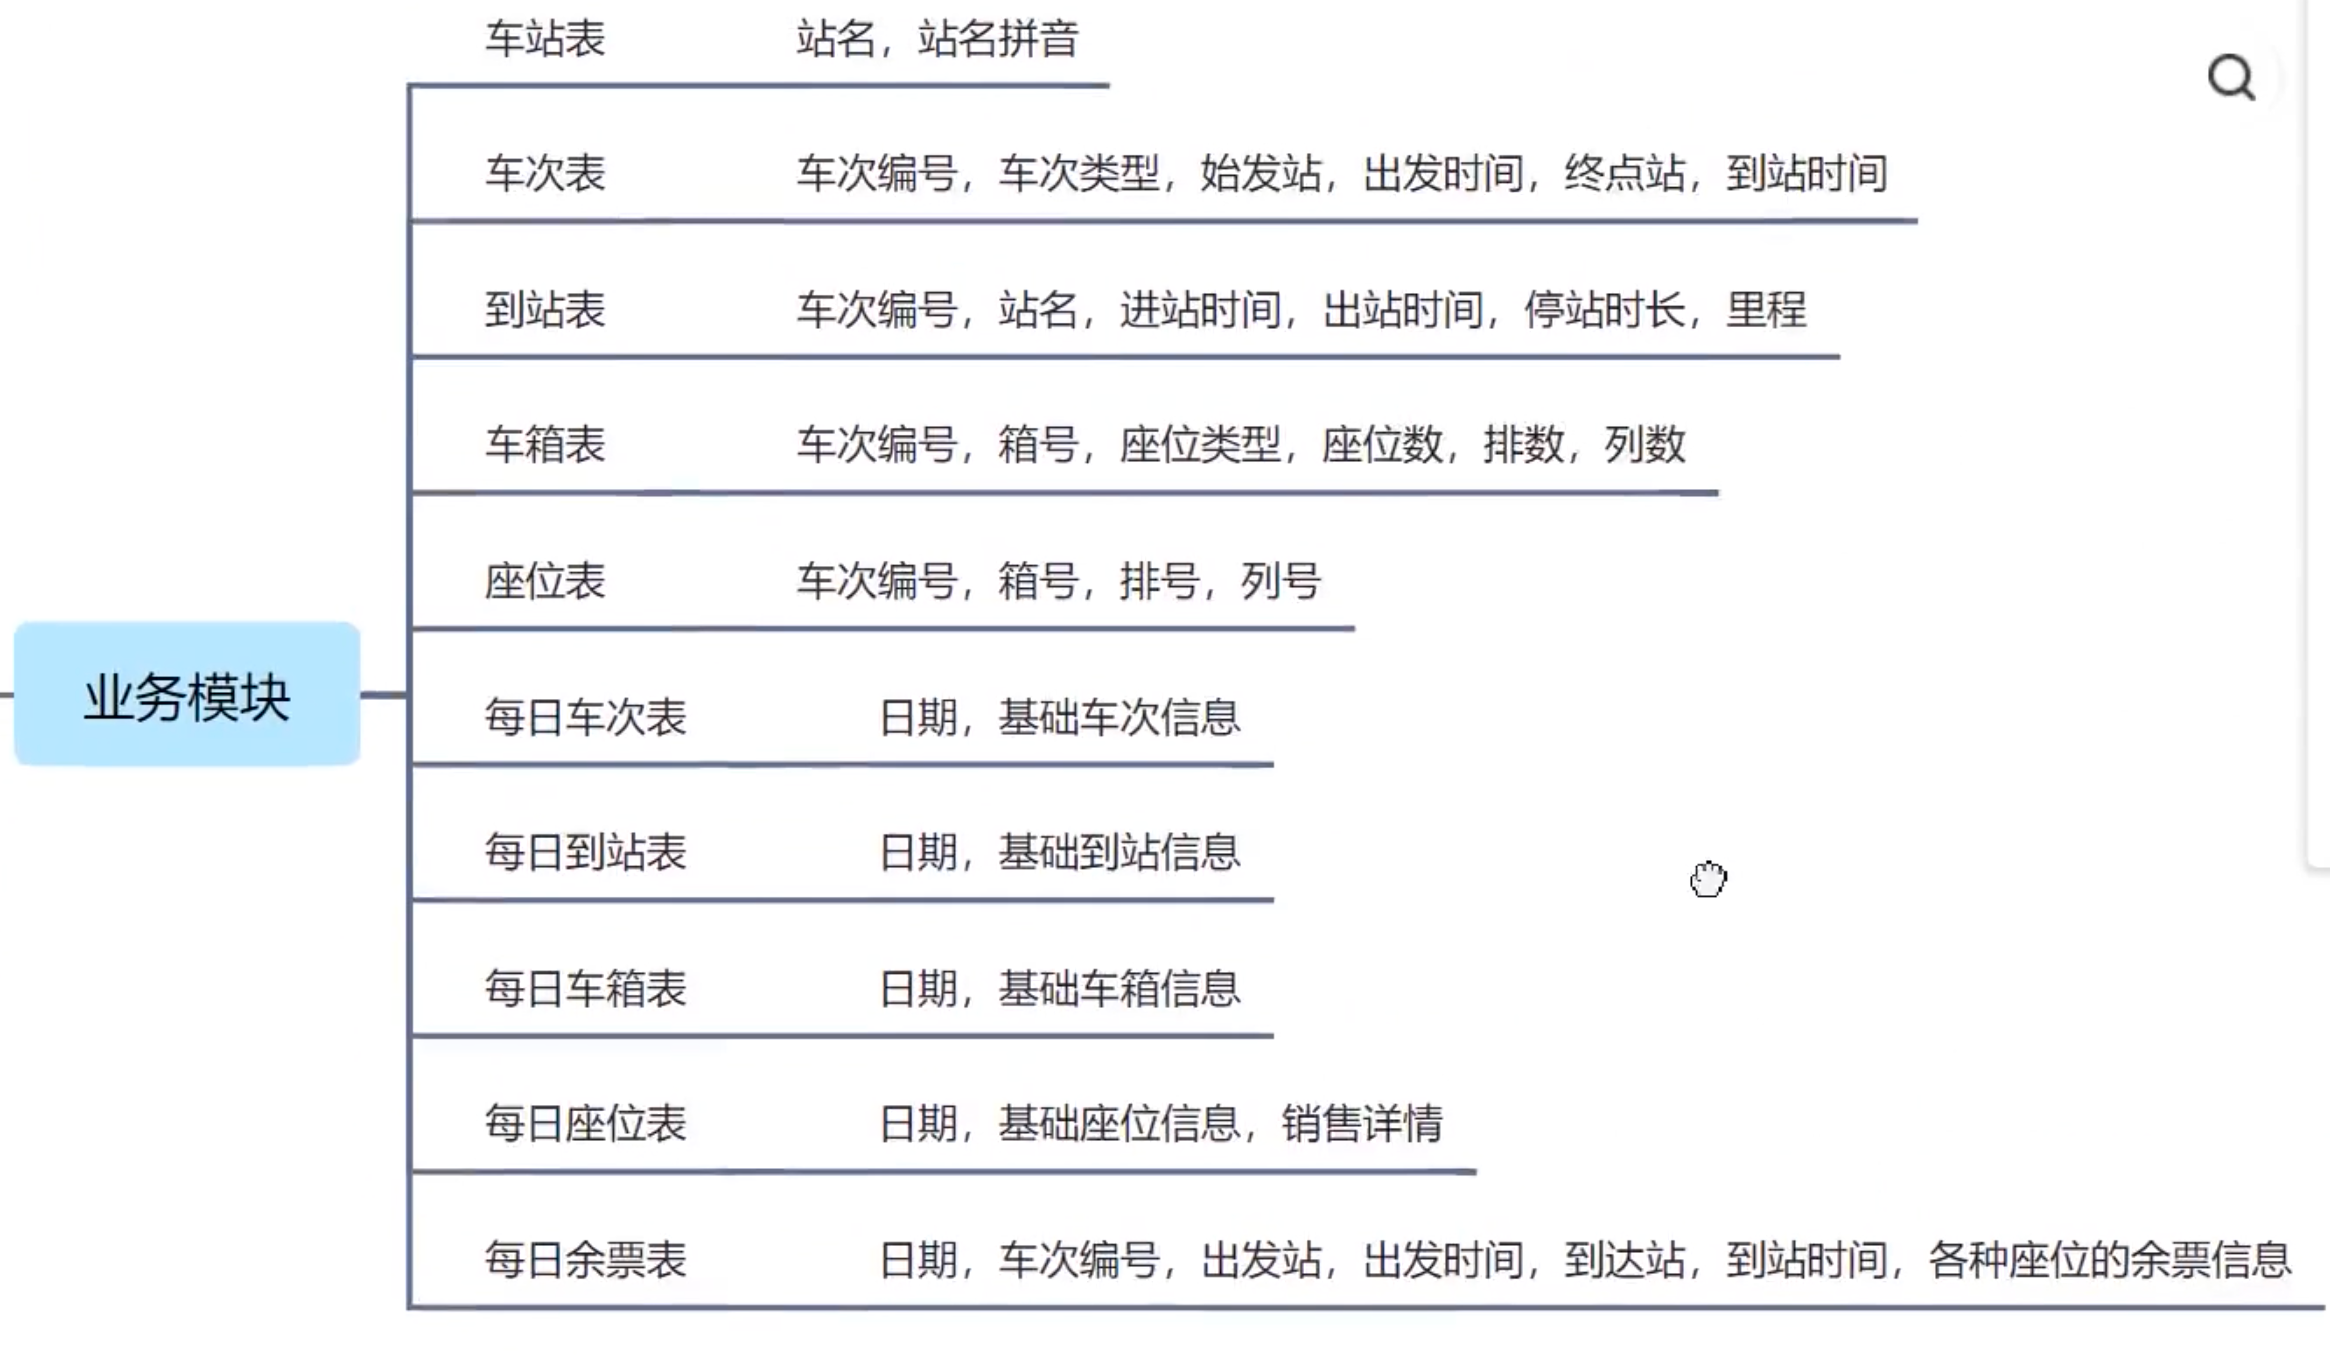 车站表 站名，站名拼音
车次表 车次编号，车次类型，始发站，出发时间，终点站，到站时间
到站表 车次编号，站名，进站时间，出站时间，停站时长，里程
车箱表 车次编号，箱号，座位类型，座位数，排数，列数
座位表 车次编号，箱号，排号，列号
业务模块
每日车次表 日期，基础车次信息
每日到站表 日期，基础到站信息
每日车箱表 日期，基础车箱信息
每日座位表 日期，基础座位信息，销售详情
每日余票表 日期，车次编号，出发站，出发时间，到达站，到站时间，各种座位的余票信息